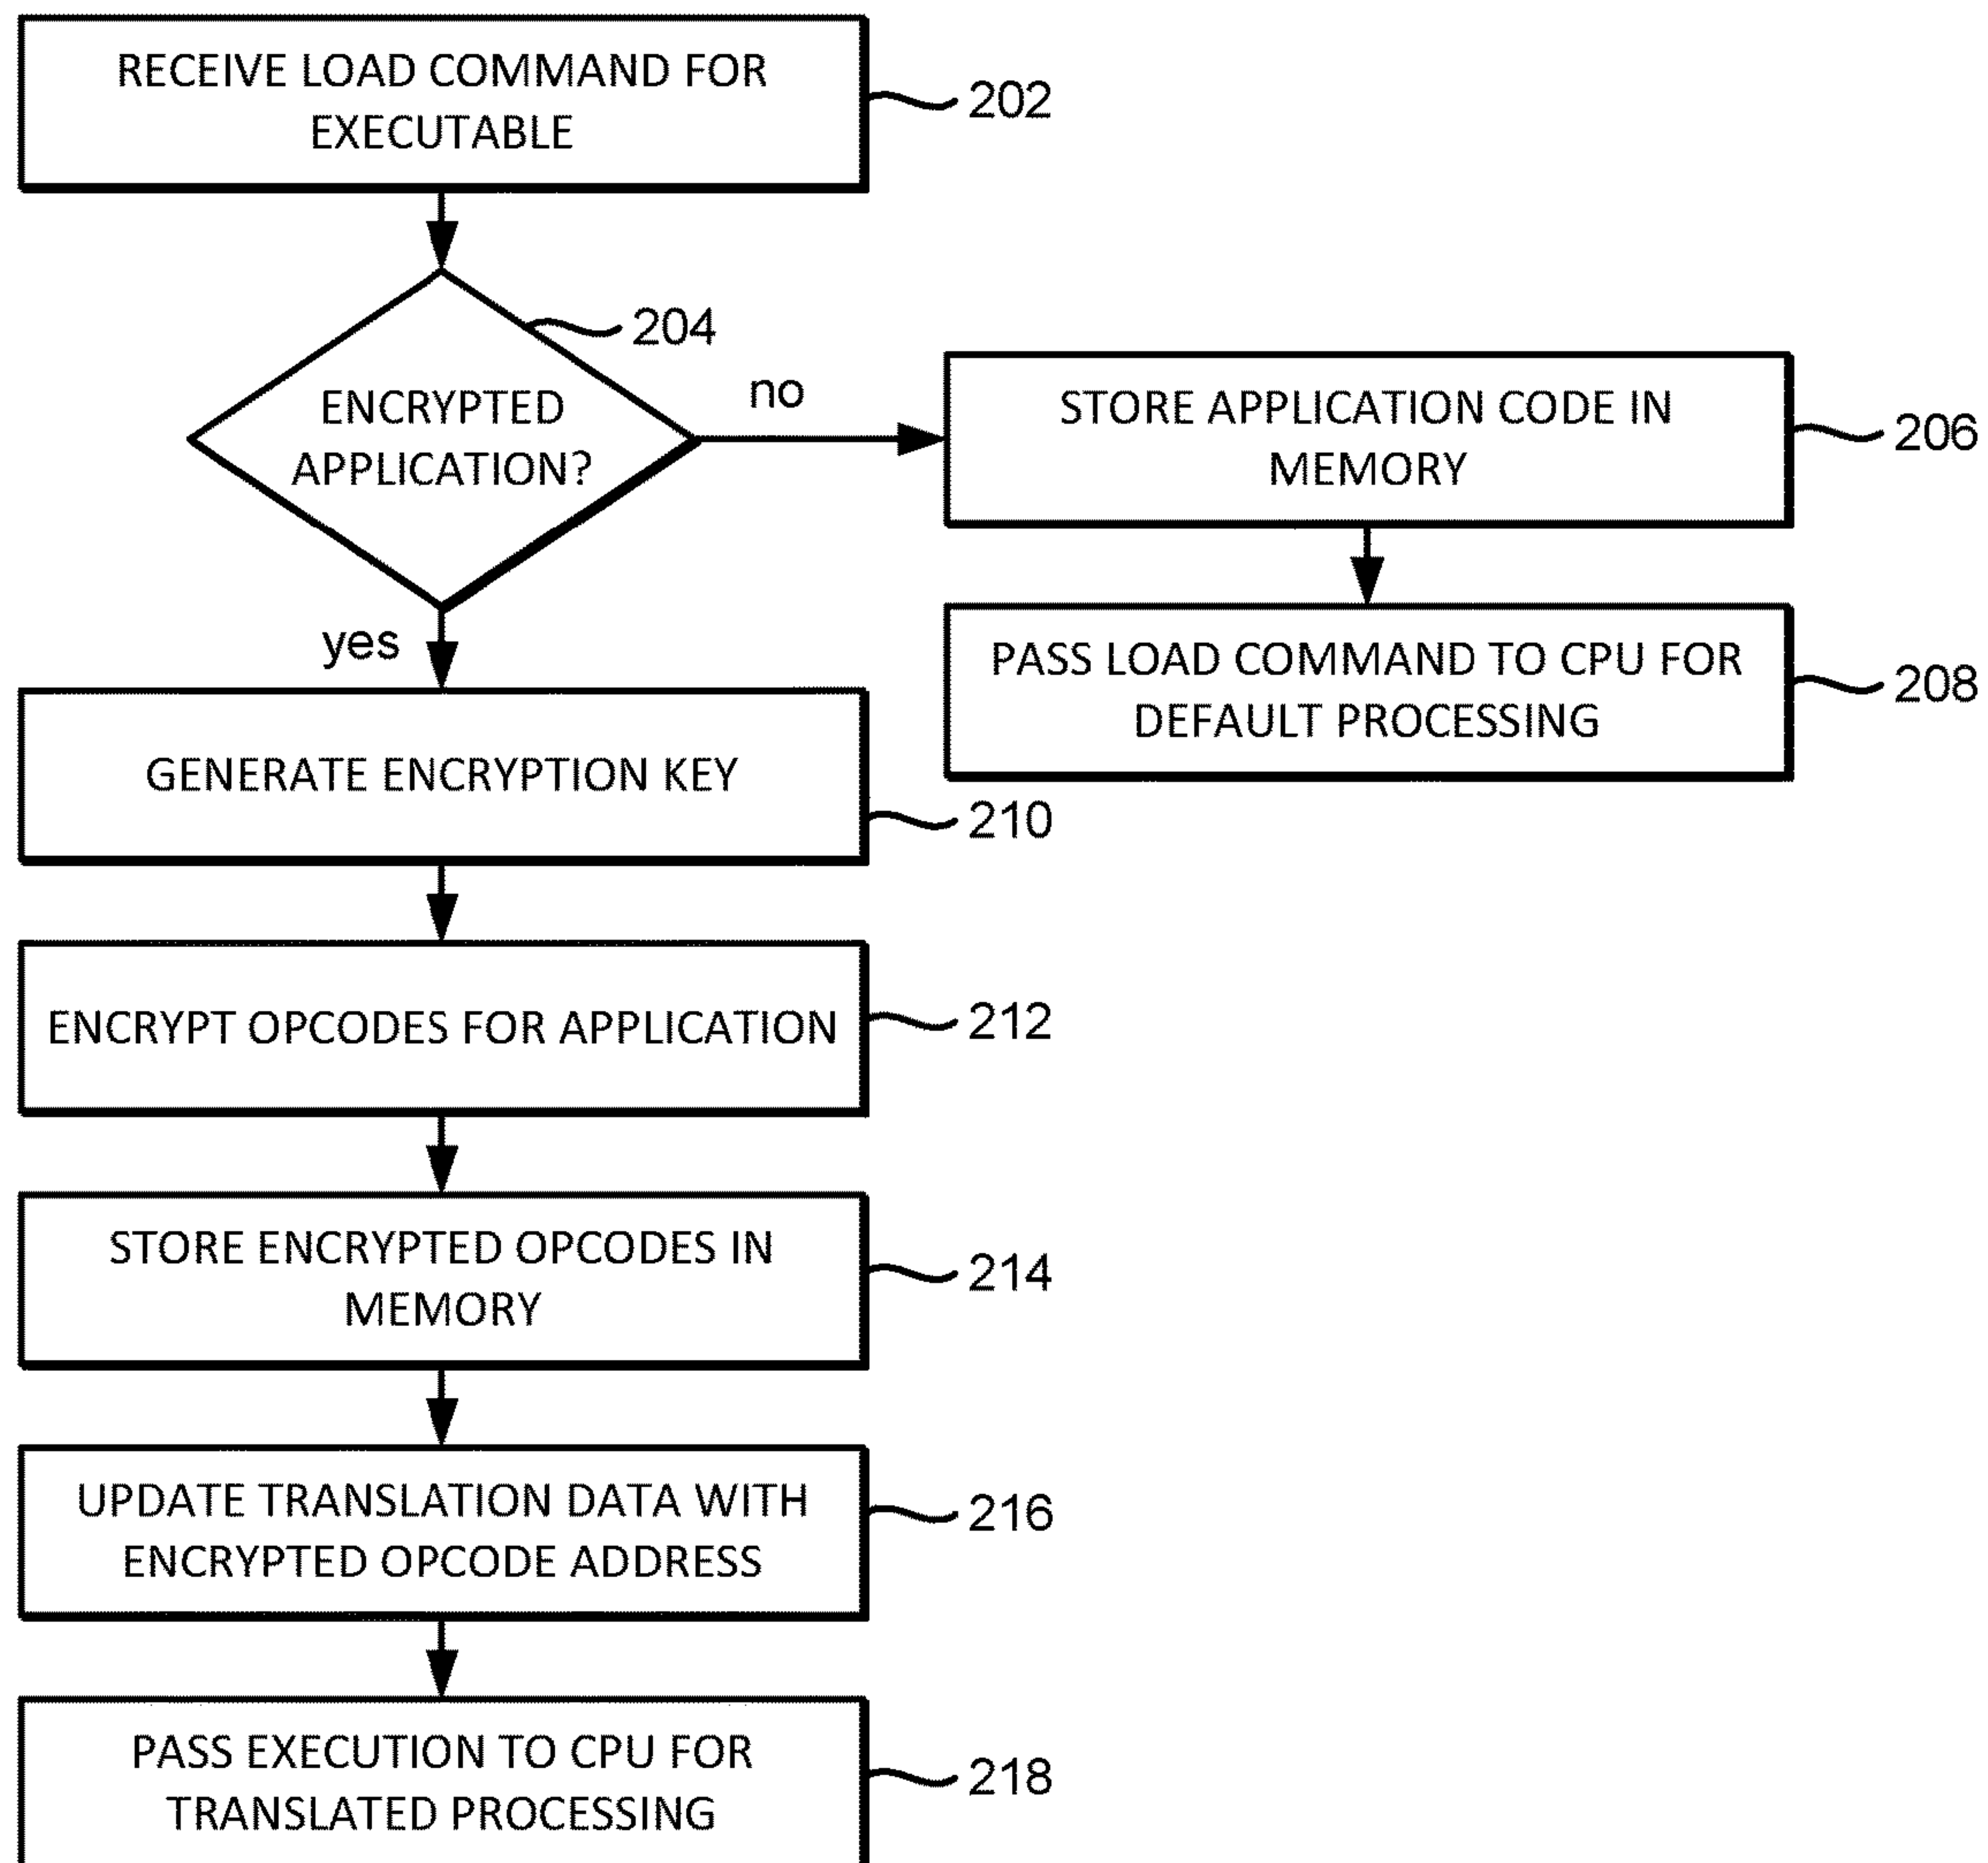 RECEIVE LOAD COMMAND FOR
EXECUTABLE
202
204
ENCRYPTED
APPLICATION?
no
STORE APPLICATION CODE IN
MEMORY
206
PASS LOAD COMMAND TO CPU FOR
DEFAULT PROCESSING
208
yes
GENERATE ENCRYPTION KEY
210
ENCRYPT OPCODES FOR APPLICATION
212
STORE ENCRYPTED OPCODES IN
MEMORY
214
UPDATE TRANSLATION DATA WITH
ENCRYPTED OPCODE ADDRESS
216
PASS EXECUTION TO CPU FOR
TRANSLATED PROCESSING
218